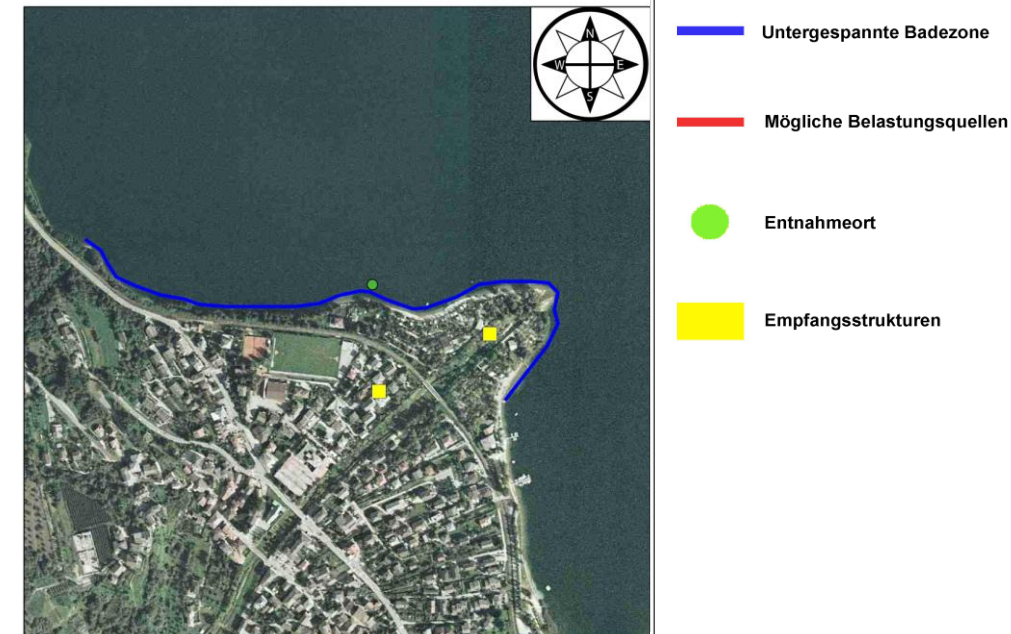 N
W E
S
Untergespannte Badezone
Mögliche Belastungsquellen
Entnahmeort
Empfangsstrukturen